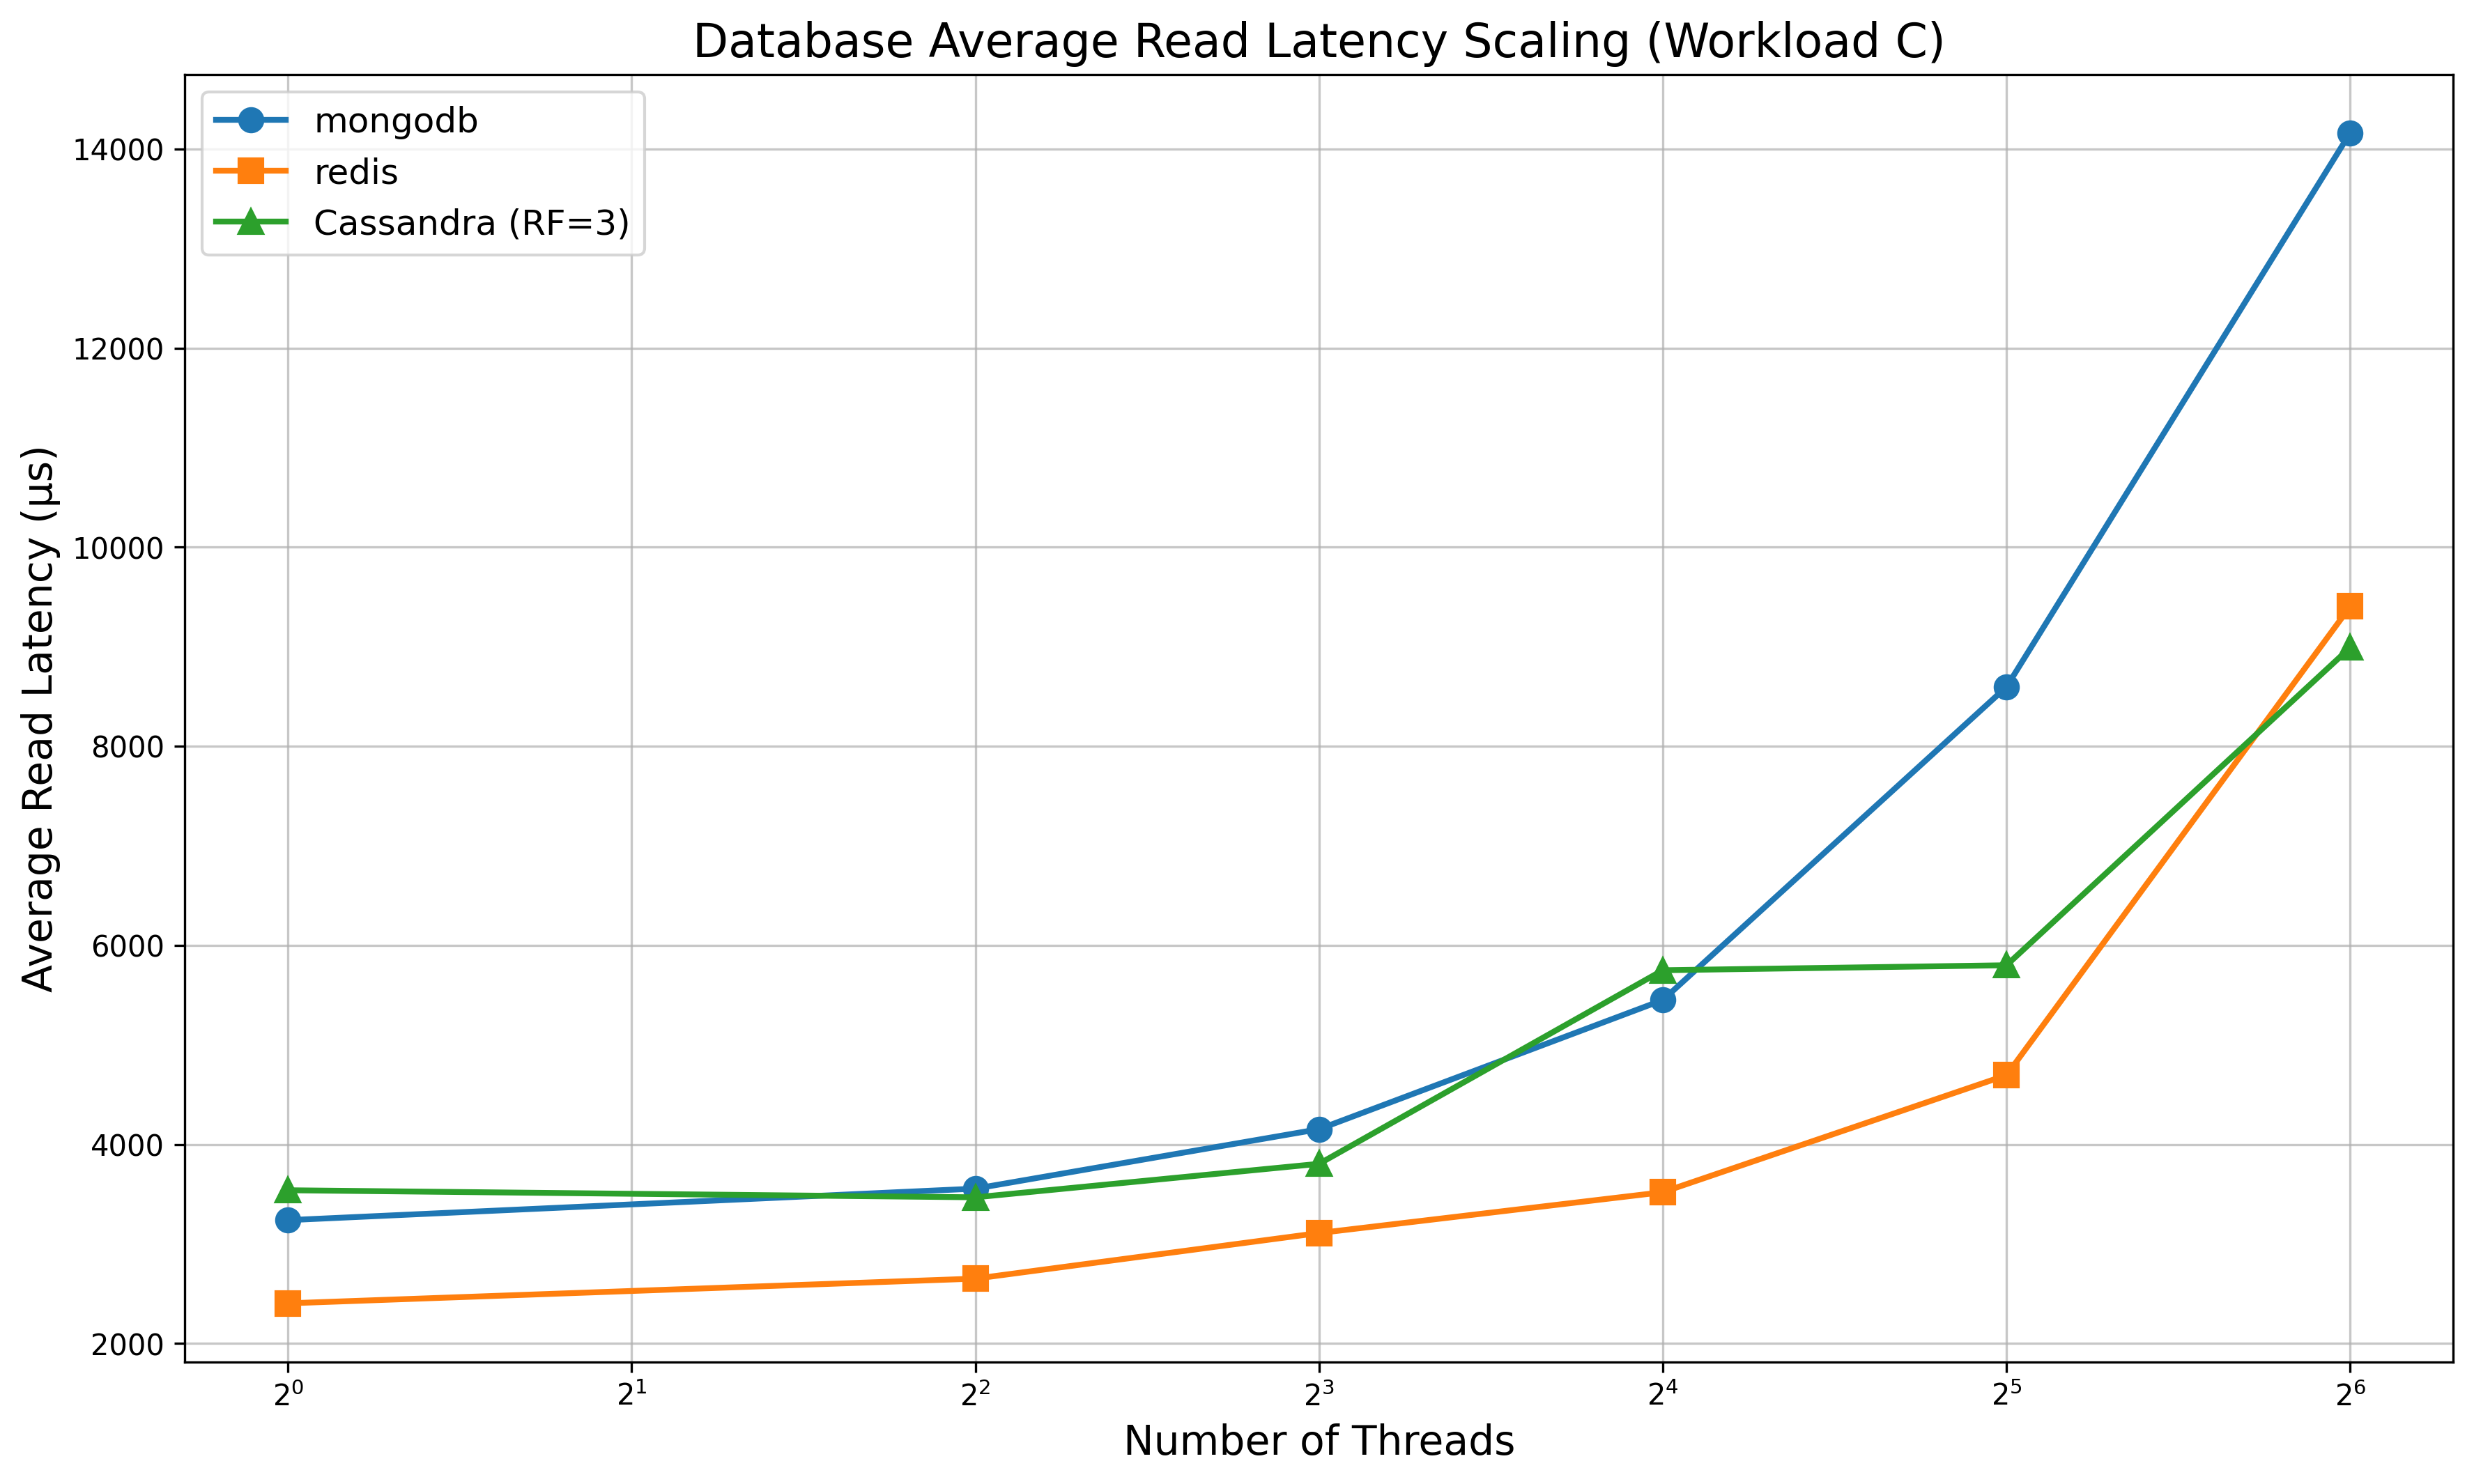 Database Average Read Latency Scaling (Workload C)
mongodb
redis
Cassandra (RF=3)
Average Read Latency (µs)
14000
12000
10000
8000
6000
4000
2000
2⁰ 2¹ 2² 2³ 2⁴ 2⁵ 2⁶
Number of Threads